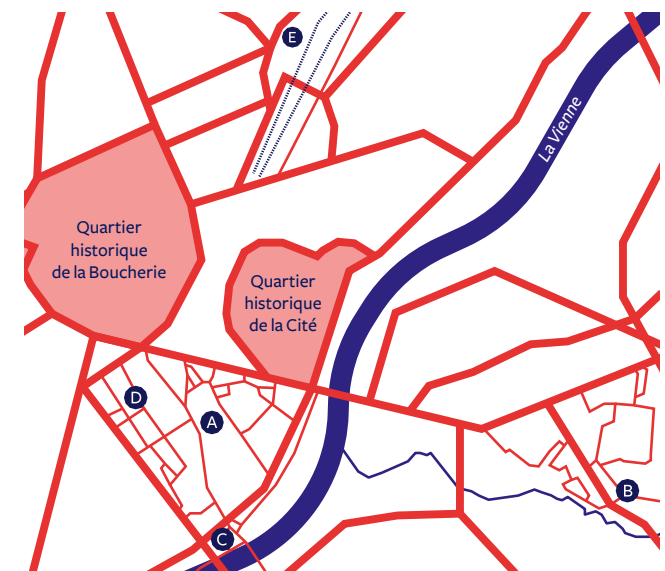 E
La Vienne
Quartier
historique
de la Boucherie
Quartier
historique
de la Cité
D
A
B
C